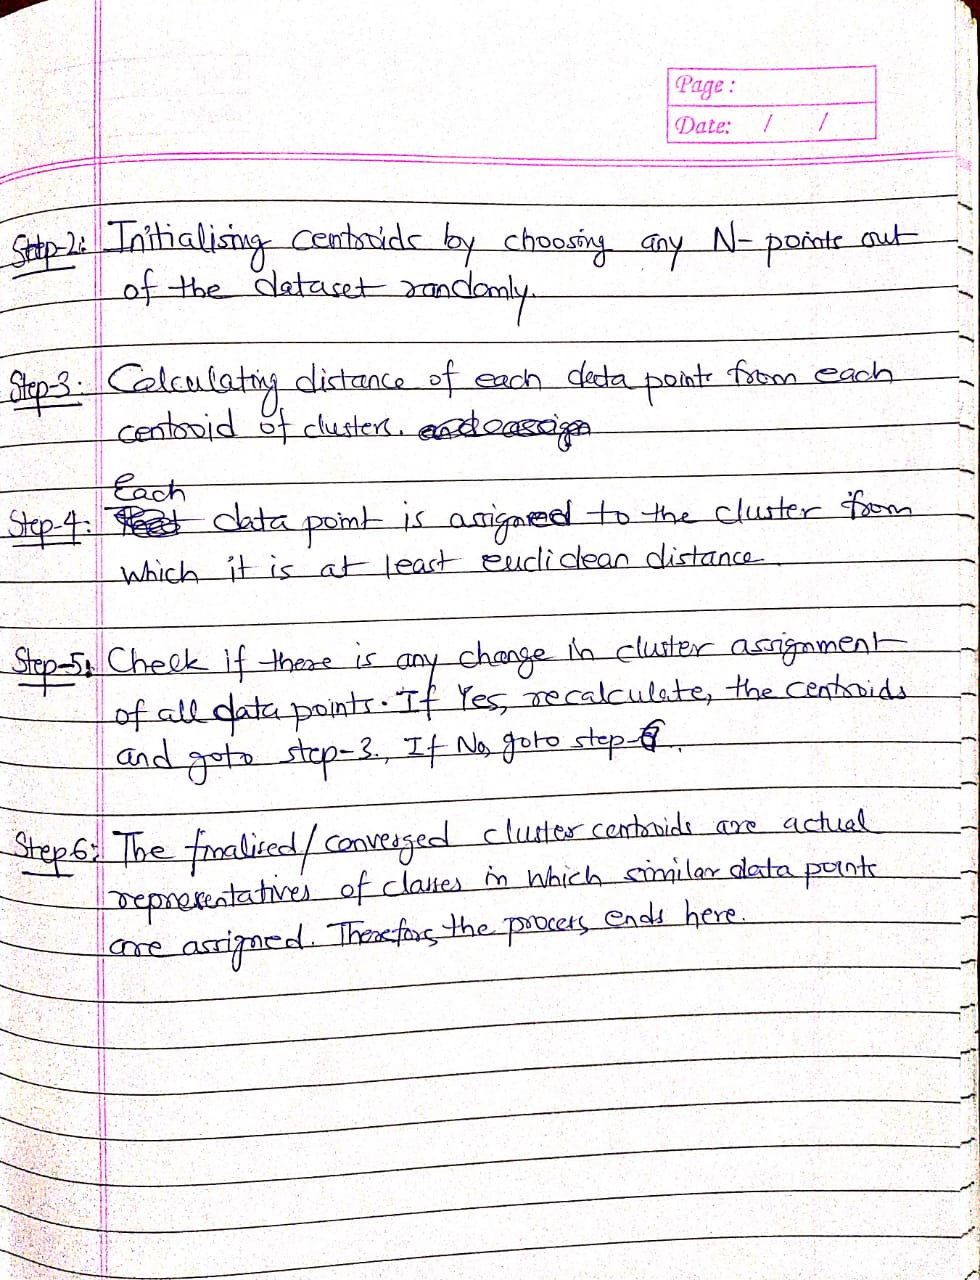 Page :
Date: / /
Step-2: Initialising centroids by choosing any N- points out
of the dataset randomly.
Step-3: Calculating distance of each data points from each
centroid of clusters.
Each
Step-4: data point is assigned to the cluster from
which it is at least euclidean distance.
Step-5: Check if there is any change in cluster assignment
of all data points. If Yes, recalculate, the centroids
and goto step-3., If No, goto step-6.
Step6: The finalised/converged cluster centroids are actual
representatives of classes in which similar data points
are assigned. Therefore, the process ends here.